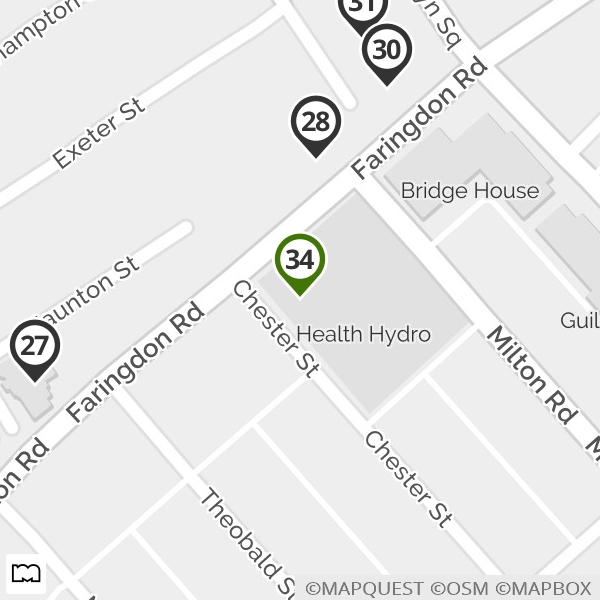 31
30
Exeter St
28
Faringdon Rd
Bridge House
34
27
Chester St
Health Hydro
Faringdon Rd
Milton Rd
Chester St
Theobald
©MAPQUEST ©OSM ©MAPBOX